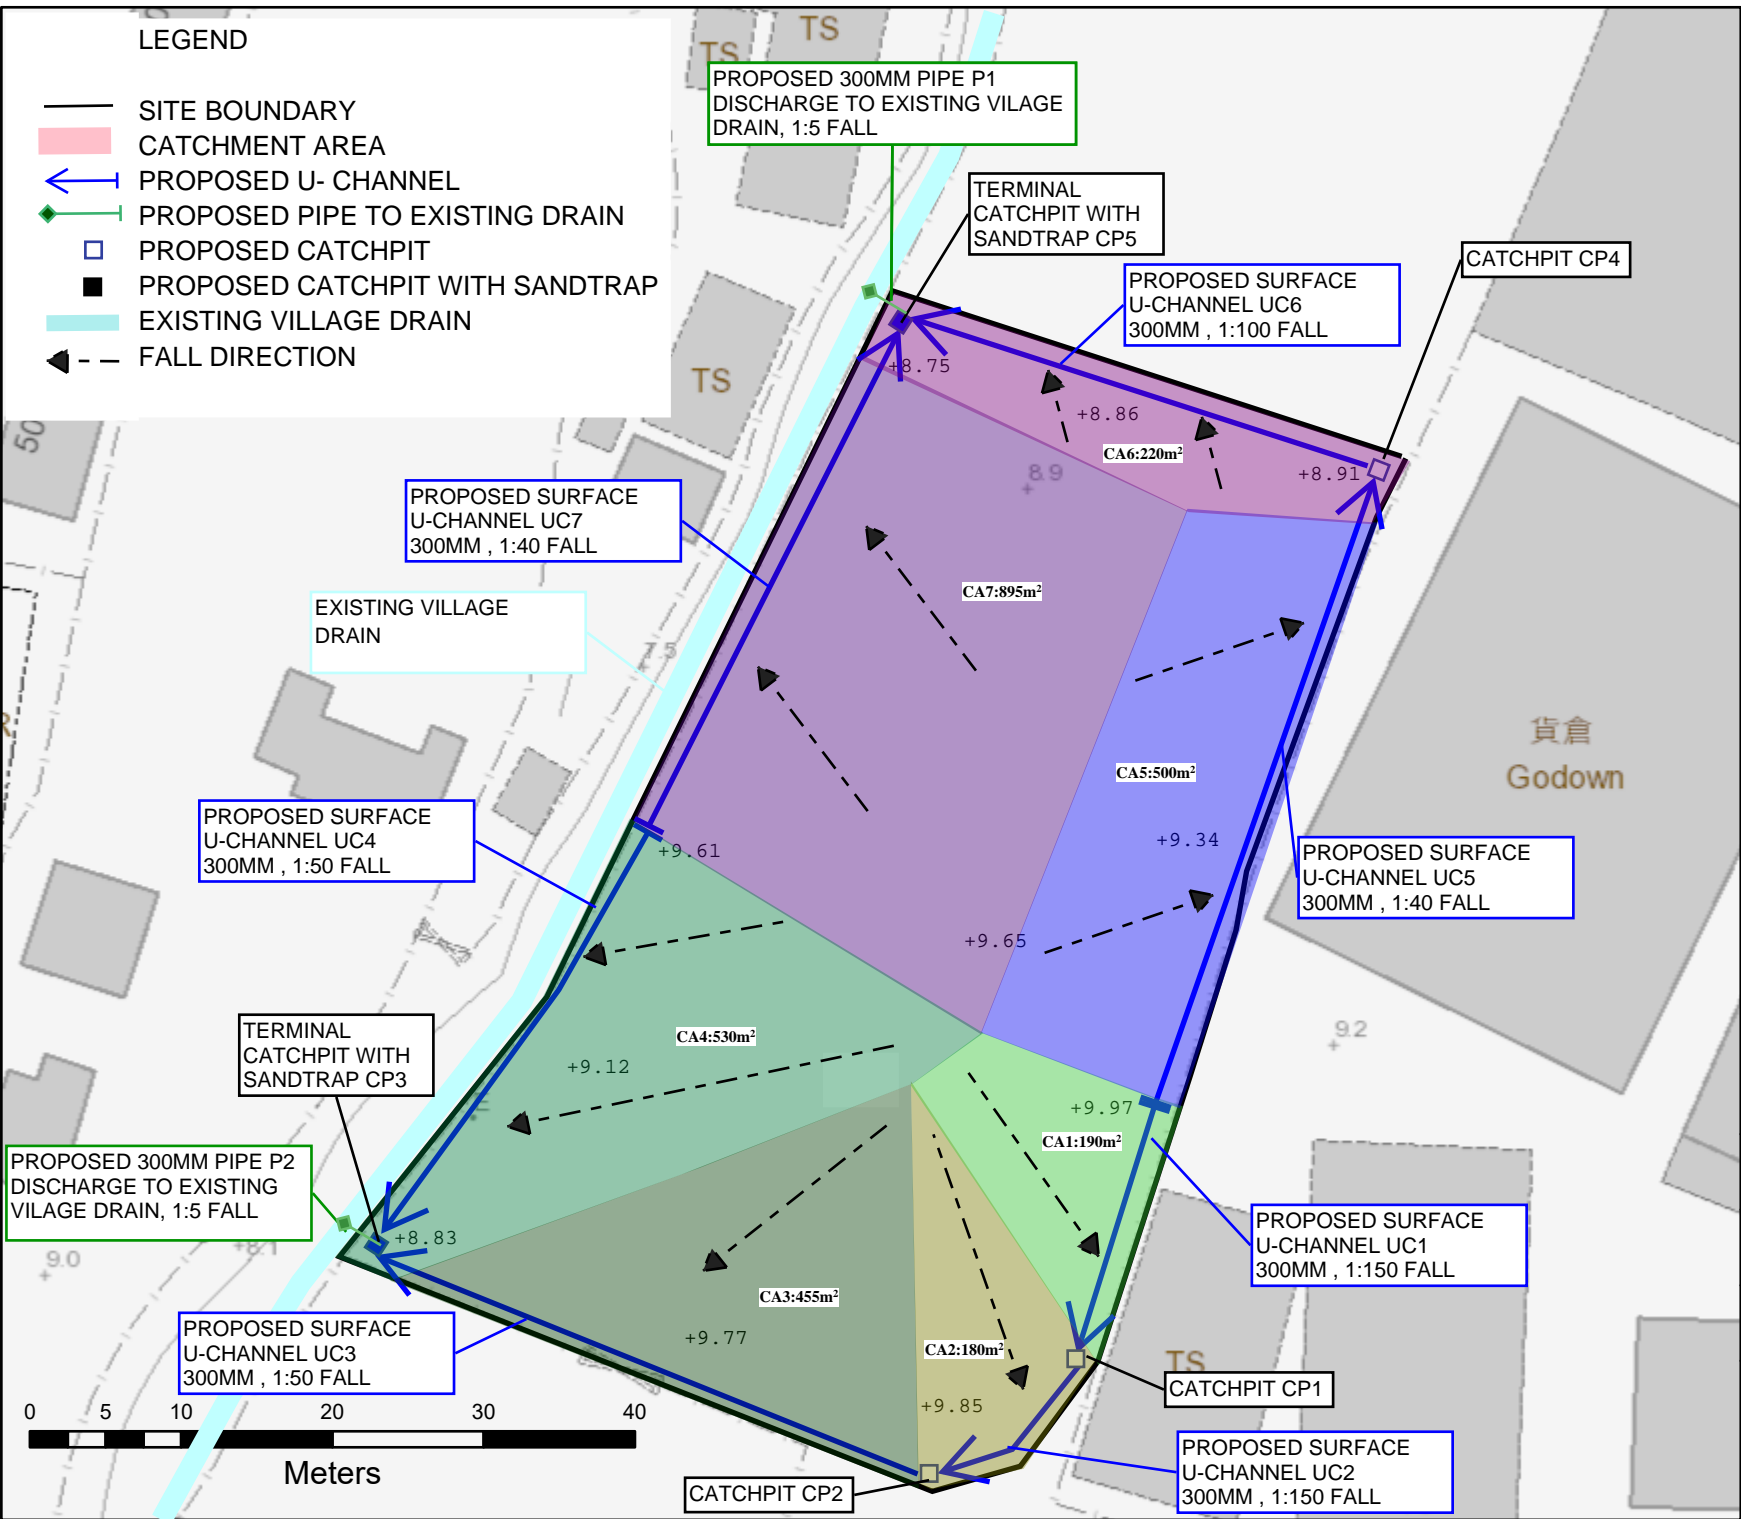 LEGEND
SITE BOUNDARY
CATCHMENT AREA
PROPOSED U- CHANNEL
PROPOSED PIPE TO EXISTING DRAIN
PROPOSED CATCHPIT
PROPOSED CATCHPIT WITH SANDTRAP
EXISTING VILLAGE DRAIN
FALL DIRECTION
TS
TS
PROPOSED 300MM PIPE P1
DISCHARGE TO EXISTING VILAGE
DRAIN, 1:5 FALL
TERMINAL
CATCHPIT WITH
SANDTRAP CP5
CATCHPIT CP4
PROPOSED SURFACE
U-CHANNEL UC6
300MM , 1:100 FALL
TS
50
+8.75
+8.86
CA6:220m²
+8.91
8.9
PROPOSED SURFACE
U-CHANNEL UC7
300MM , 1:40 FALL
CA7:895m²
EXISTING VILLAGE
DRAIN
7.5
貨倉
Godown
CA5:500m²
PROPOSED SURFACE
U-CHANNEL UC4
300MM , 1:50 FALL
+9.61
+9.34
PROPOSED SURFACE
U-CHANNEL UC5
300MM , 1:40 FALL
+9.65
TERMINAL
CATCHPIT WITH
SANDTRAP CP3
CA4:530m²
9.2
+9.12
+9.97
CA1:190m²
PROPOSED 300MM PIPE P2
DISCHARGE TO EXISTING
VILAGE DRAIN, 1:5 FALL
+8.83
+8.1
9.0
PROPOSED SURFACE
U-CHANNEL UC1
300MM , 1:150 FALL
CA3:455m²
PROPOSED SURFACE
U-CHANNEL UC3
300MM , 1:50 FALL
+9.77
CA2:180m²
TS
CATCHPIT CP1
+9.85
0 5 10 20 30 40
Meters
PROPOSED SURFACE
U-CHANNEL UC2
300MM , 1:150 FALL
CATCHPIT CP2